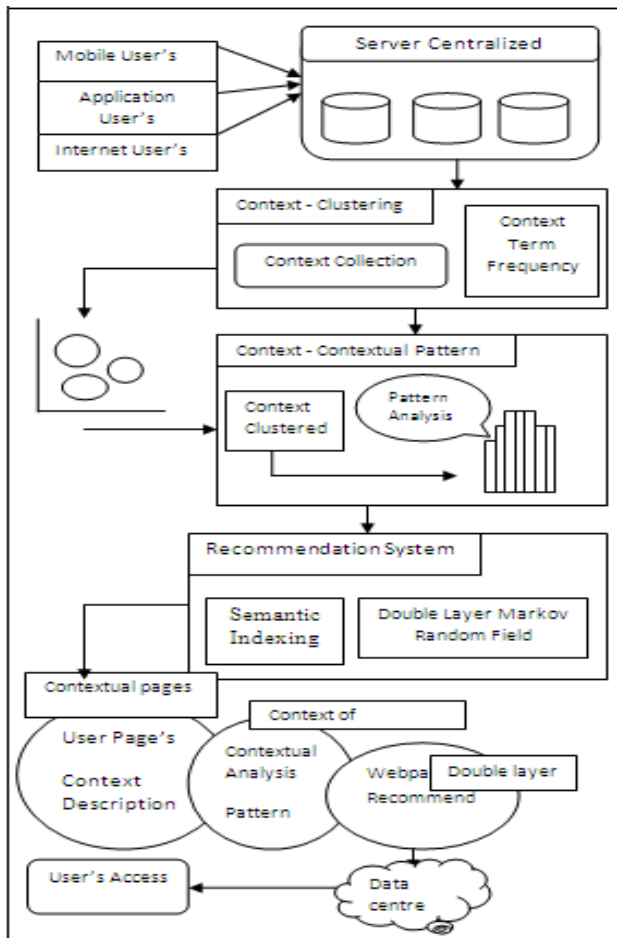 Mobile User's
Application
User's
Internet User's
Server Centralized
Context - Clustering
Context Collection
Context
Term
Frequency
Context - Contextual Pattern
Context
Clustered
Pattern
Analysis
Recommendation System
Semantic
Indexing
Double Layer Markov
Random Field
Contextual pages
User Page's
Context
Description
Context of
Contextual
Analysis
Pattern
Double layer
Recommend
User's Access
Data
centre